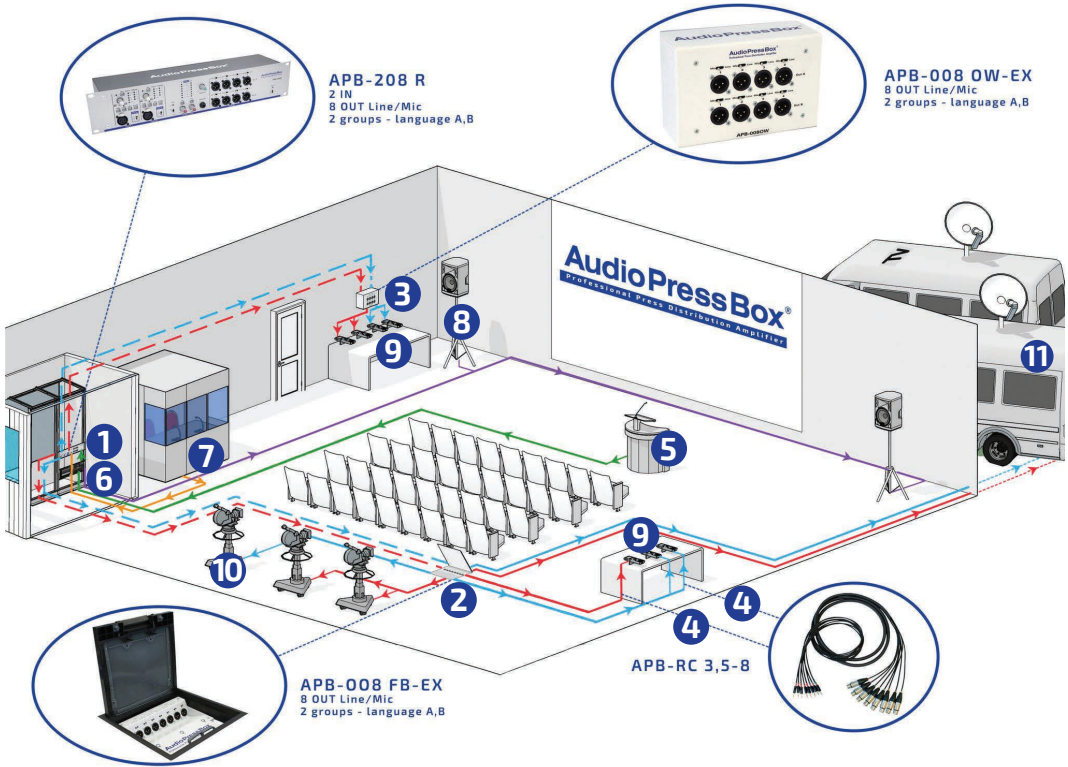 APB-208 R
2 IN
8 OUT Line/Mic
2 groups - language A,B
AudioPressBox
AudioPressBox®
APB-008OW
APB-008 OW-EX
8 OUT Line/Mic
2 groups - language A,B
AudioPressBox®
Professional Press Distribution Amplifier
3
9
8
11
1
6
7
5
10
9
2
4
4
APB-RC 3,5-8
APB-008 FB-EX
8 OUT Line/Mic
2 groups - language A,B
AudioPressBox